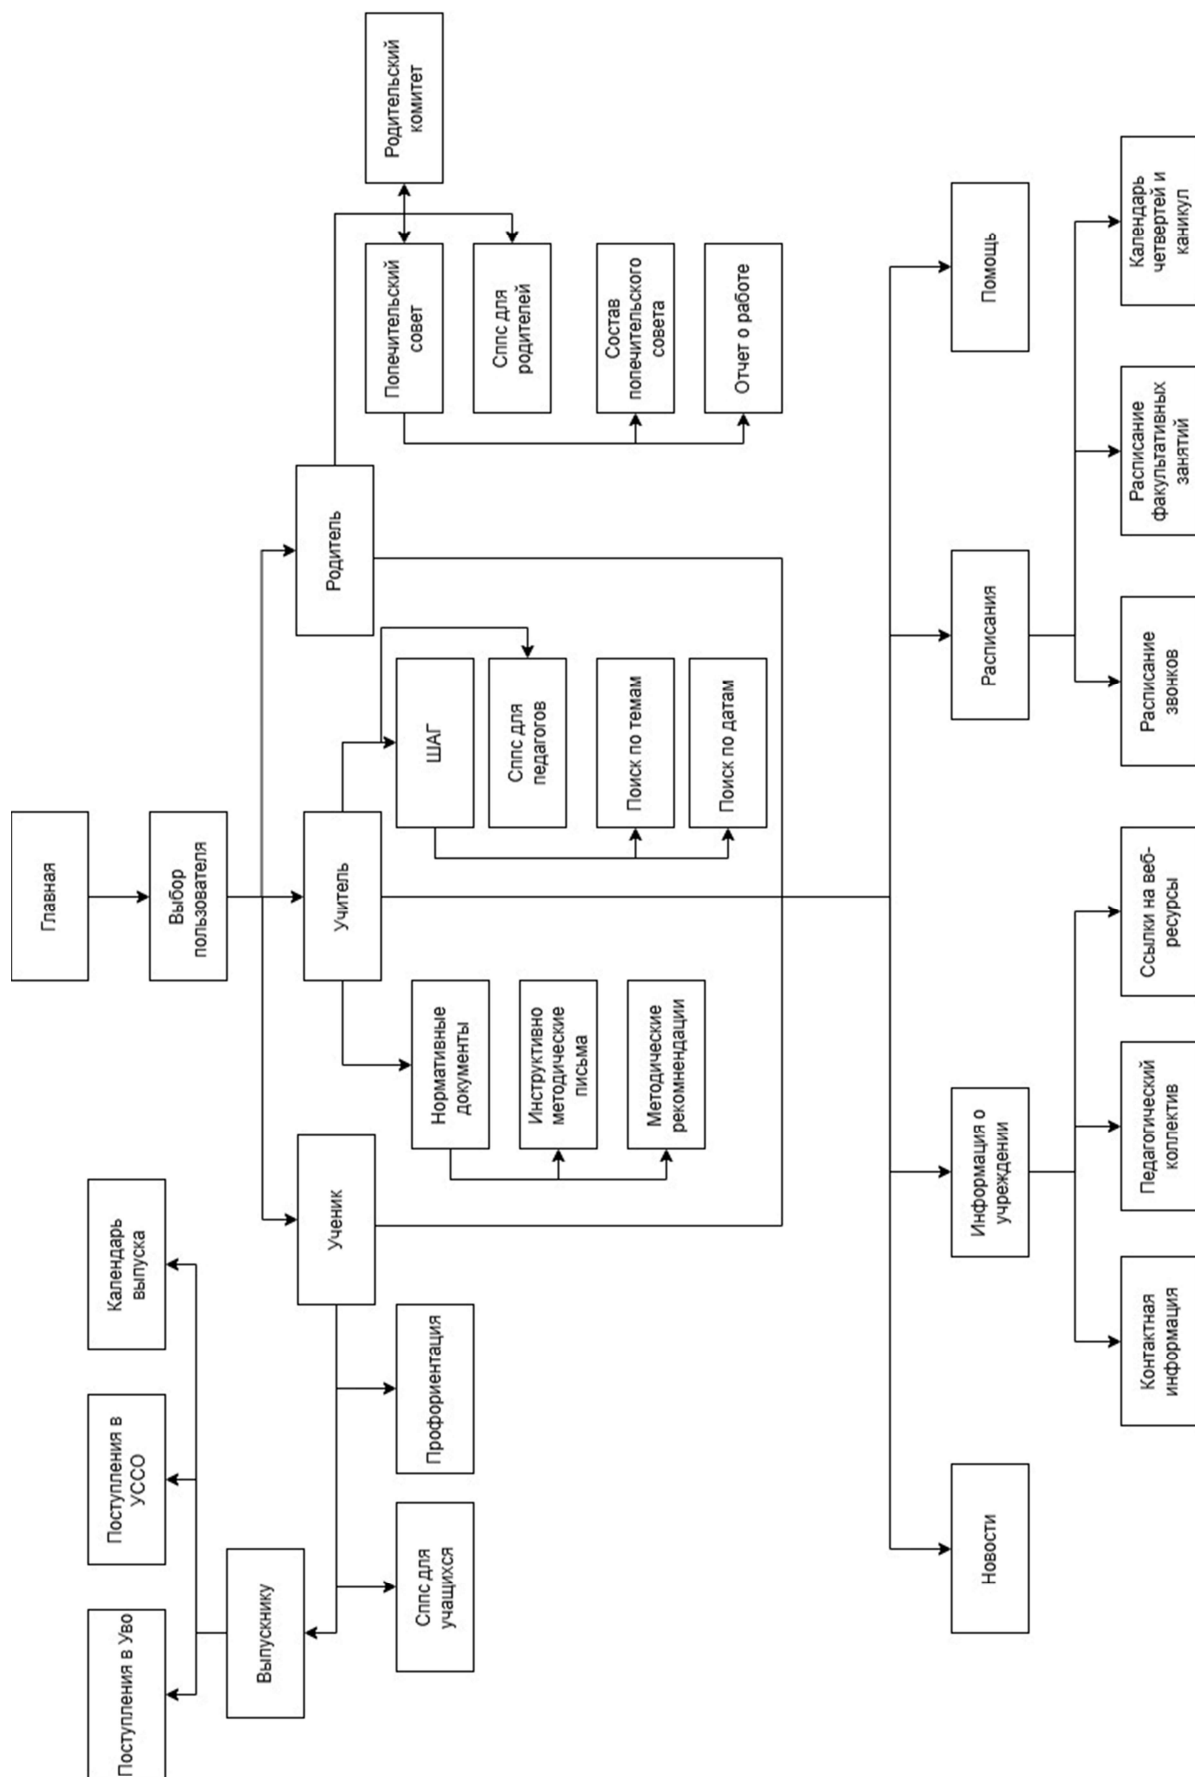 Главная
Выбор
пользователя
Поступления в Уво
Поступления в
УССО
Календарь
выпуска
Выпускнику
Ученик
Учитель
Родитель
Сппс для
учащихся
Профориентация
Нормативные
документы
Инструктивно
методические
письма
Методические
рекомнендации
ШАГ
Сппс для
педагогов
Поиск по темам
Поиск по датам
Попечительский
совет
Родительский
комитет
Сппс для
родителей
Состав
попечительского
совета
Отчет о работе
Новости
Информация о
учреждении
Расписания
Помощь
Контактная
информация
Педагогический
коллектив
Ссылки на веб-
ресурсы
Расписание
звонков
Расписание
факультативных
занятий
Календарь
четвертей и
каникул